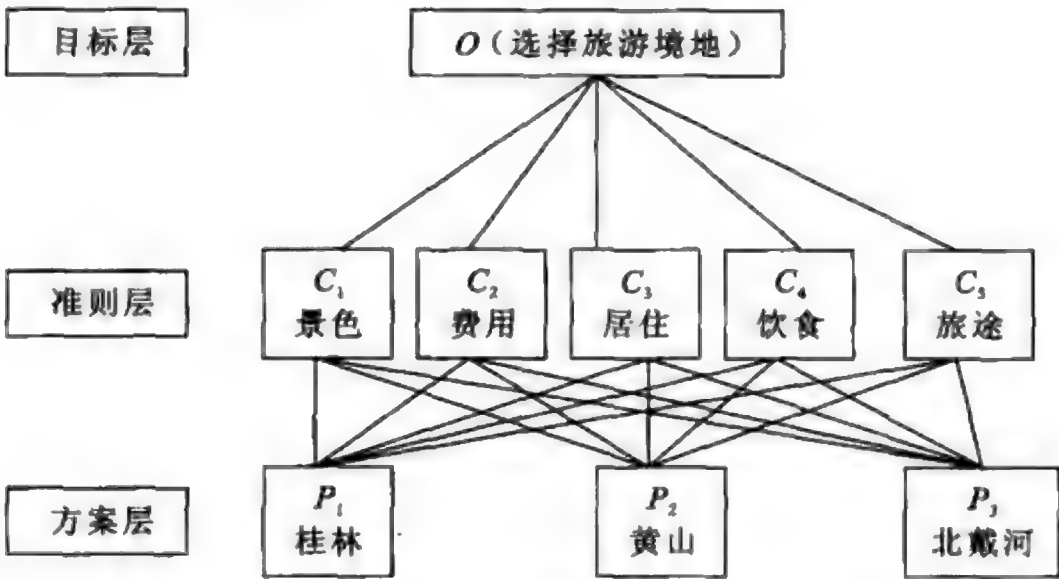 目标层
O（选择旅游境地）
准则层
C₁
景色
C₂
费用
C₃
居住
C₄
饮食
C₅
旅途
方案层
P₁
桂林
P₂
黄山
P₃
北戴河